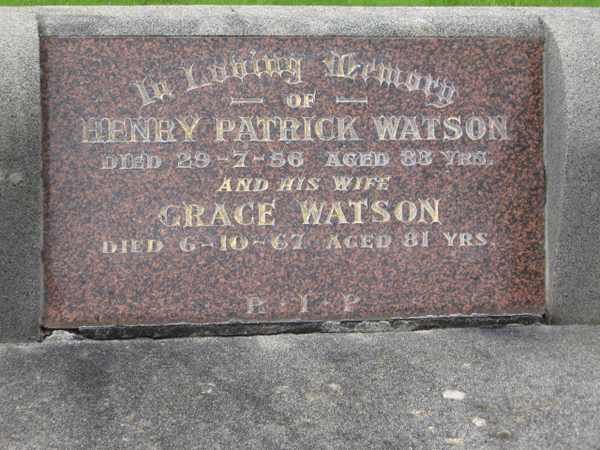 In Loving Memory
— OF —
HENRY PATRICK WATSON
DIED 29-7-56 AGED 83 YRS.
AND HIS WIFE
GRACE WATSON
DIED 6-10-67 AGED 81 YRS.
R · I · P